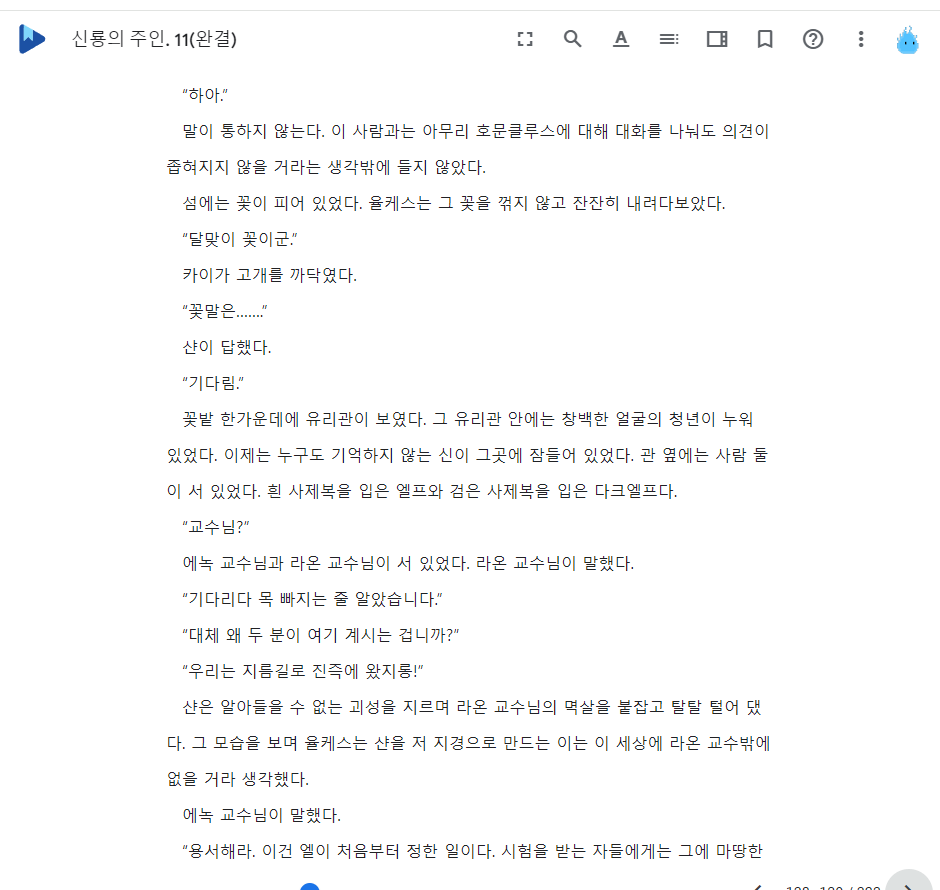 신룡의 주인. 11(완결)
“하아.”
말이 통하지 않는다. 이 사람과는 아무리 호문클루스에 대해 대화를 나눠도 의견이
좁혀지지 않을 거라는 생각밖에 들지 않았다.
섬에는 꽃이 피어 있었다. 율케스는 그 꽃을 꺾지 않고 잔잔히 내려다보았다.
“달맞이 꽃이군.”
카이가 고개를 까닥였다.
“꽃말은…….”
샨이 답했다.
“기다림.”
꽃밭 한가운데에 유리관이 보였다. 그 유리관 안에는 창백한 얼굴의 청년이 누워
있었다. 이제는 누구도 기억하지 않는 신이 그곳에 잠들어 있었다. 관 옆에는 사람 둘
이 서 있었다. 흰 사제복을 입은 엘프와 검은 사제복을 입은 다크엘프다.
“교수님?”
에녹 교수님과 라온 교수님이 서 있었다. 라온 교수님이 말했다.
“기다리다 목 빠지는 줄 알았습니다.”
“대체 왜 두 분이 여기 계시는 겁니까?”
“우리는 지름길로 진즉에 왔지롱!”
샨은 알아들을 수 없는 괴성을 지르며 라온 교수님의 멱살을 붙잡고 탈탈 털어 댔
다. 그 모습을 보며 율케스는 샨을 저 지경으로 만드는 이는 이 세상에 라온 교수밖에
없을 거라 생각했다.
에녹 교수님이 말했다.
“용서해라. 이건 엘이 처음부터 정한 일이다. 시험을 받는 자들에게는 그에 마땅한